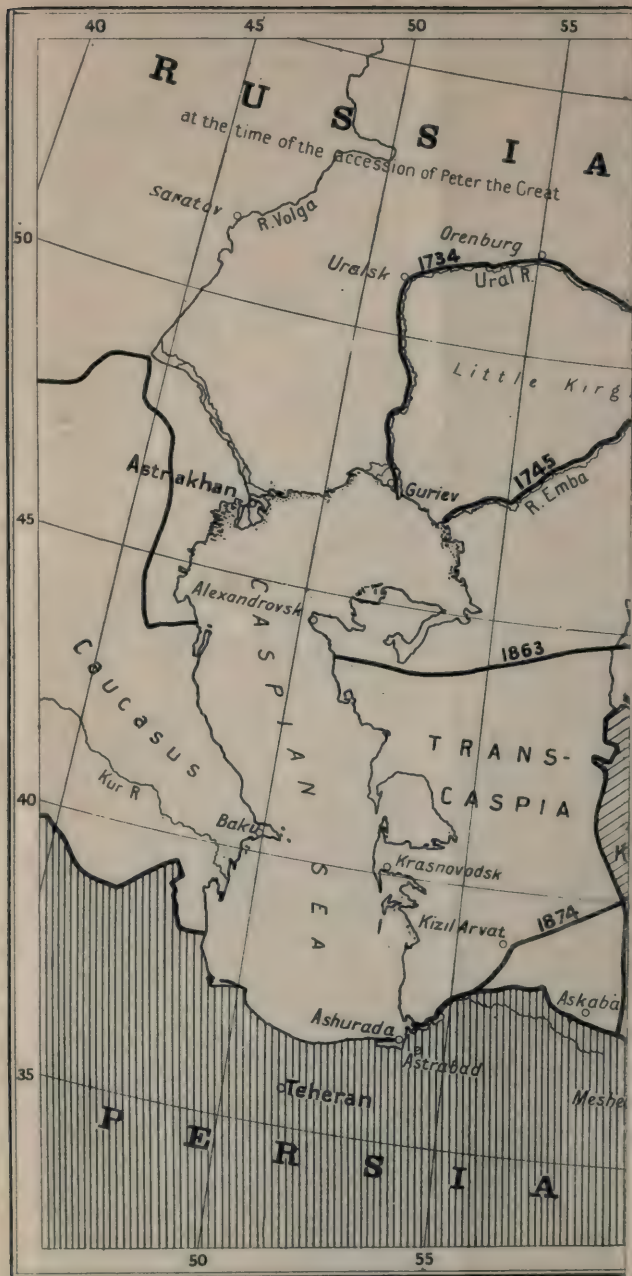 40 45 50 55
RUSSIA
at the time of the accession of Peter the Great
Saratov
R. Volga
50
Orenburg
Uralsk
1734
Ural R.
Little Kirg
1745
R. Emba
Astrakhan
Guriev
45
Alexandrovsk
CASPIAN SEA
1863
Caucasus
TRANS-
CASPIA
Kur R
40
Baku
K
Krasnovodsk
Kizil Arvat
1874
Askaba
Ashurada
Astrabad
35
Teheran
Meshe
PERSIA
50 55